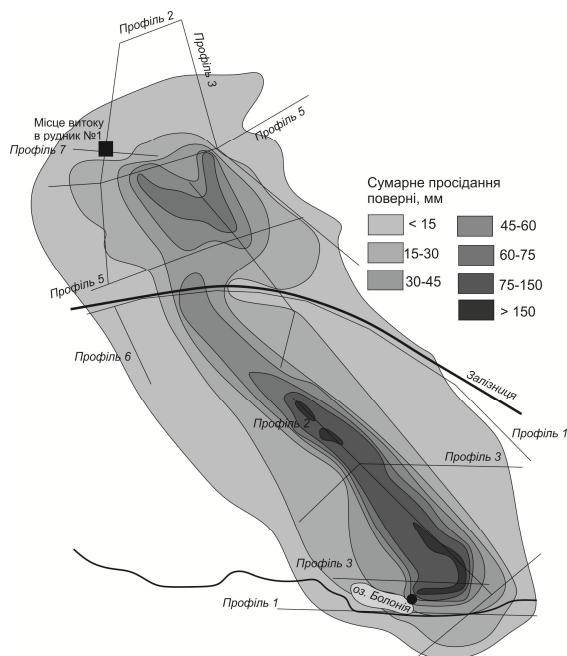 Профіль 2
Профіль 3
Місце витоку
в рудник №1
Профіль 7
Профіль 5
Сумарне просідання
поверні, мм
< 15
15-30
30-45
45-60
60-75
75-150
> 150
Профіль 5
Профіль 6
Залізниця
Профіль 2
Профіль 1
Профіль 3
Профіль 3
оз. Болонія
Профіль 1